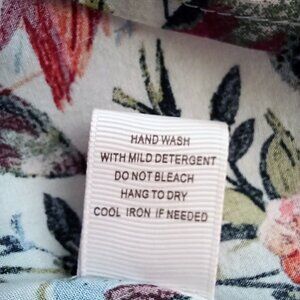 HAND WASH
WITH MILD DETERGENT
DO NOT BLEACH
HANG TO DRY
COOL IRON IF NEEDED